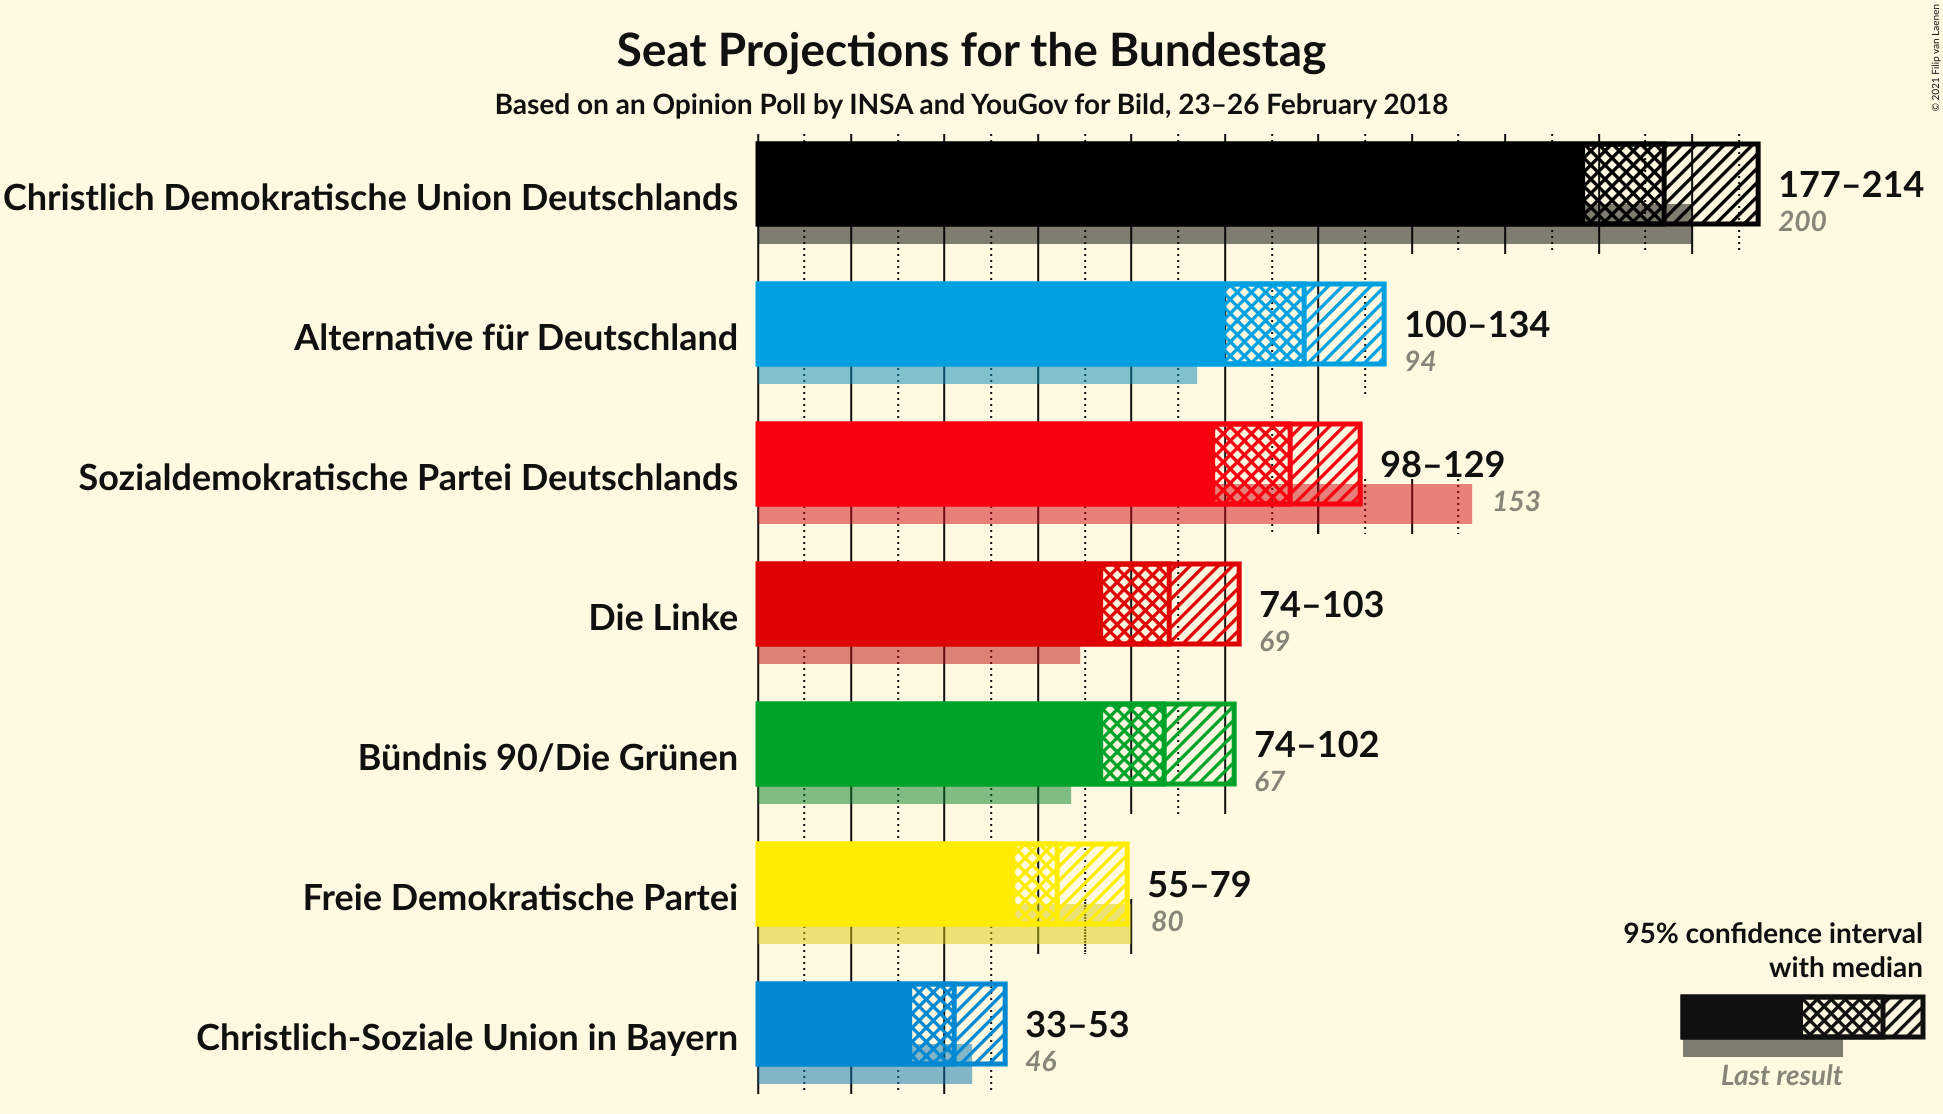 Seat Projections for the Bundestag
Based on an Opinion Poll by INSA and YouGov for Bild, 23–26 February 2018
© 2021 Filip van Laenen
Christlich Demokratische Union Deutschlands
177–214
200
Alternative für Deutschland
100–134
94
Sozialdemokratische Partei Deutschlands
98–129
153
Die Linke
74–103
69
Bündnis 90/Die Grünen
74–102
67
Freie Demokratische Partei
55–79
80
Christlich-Soziale Union in Bayern
33–53
46
95% confidence interval
with median
Last result